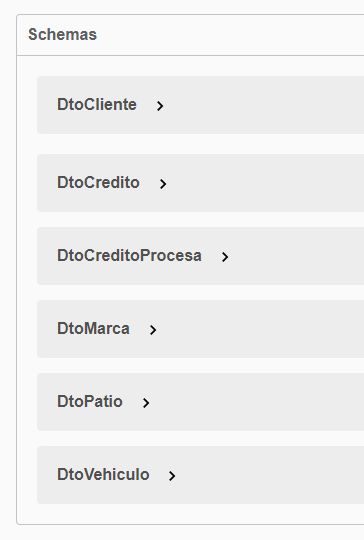 Schemas
DtoCliente
DtoCredito
DtoCreditoProcesa
DtoMarca
DtoPatio
DtoVehiculo